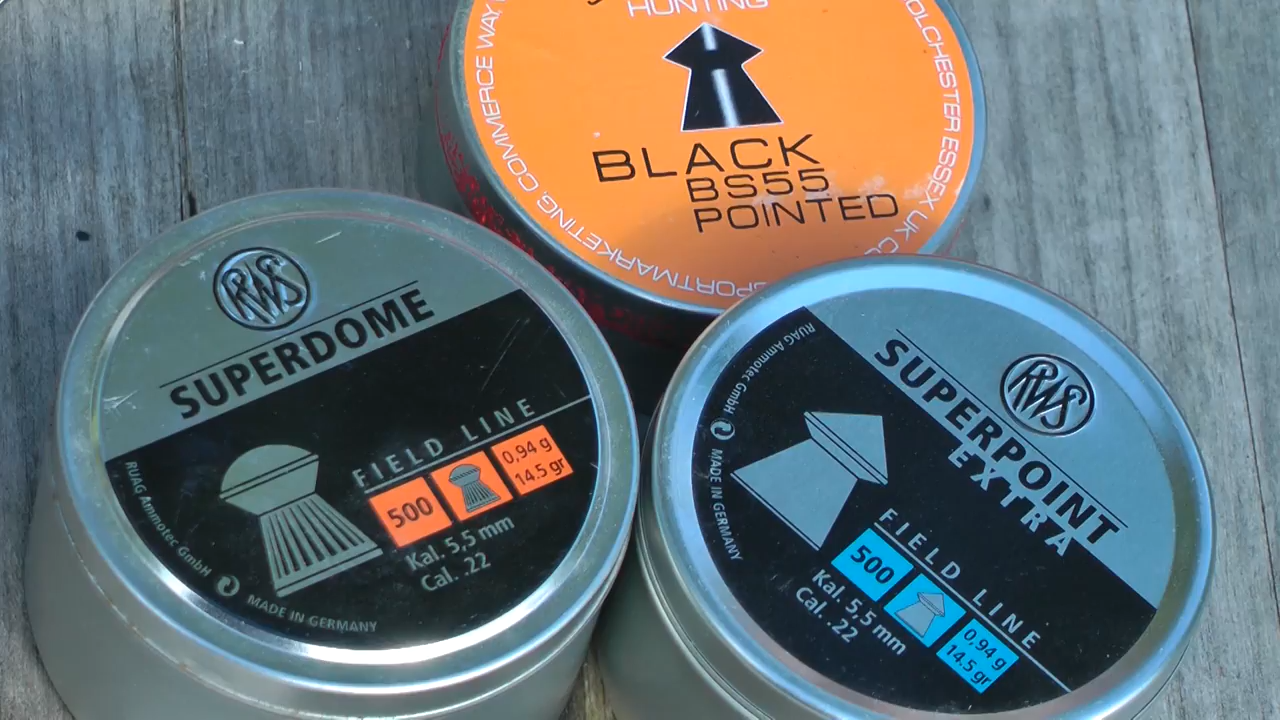 HUNTING
BLACK
BS55
POINTED
SPORTMARKETING, COMMERCE WAY,
COLCHESTER ESSEX UK
RWS
SUPERDOME
FIELD LINE
500
0,94 g
14.5 gr
Kal. 5,5 mm
Cal. .22
RUAG Ammotec GmbH
MADE IN GERMANY
RWS
SUPERPOINT
EXTRA
FIELD LINE
500
0,94 g
14.5 gr
Kal. 5,5 mm
Cal. .22
RUAG Ammotec GmbH
MADE IN GERMANY